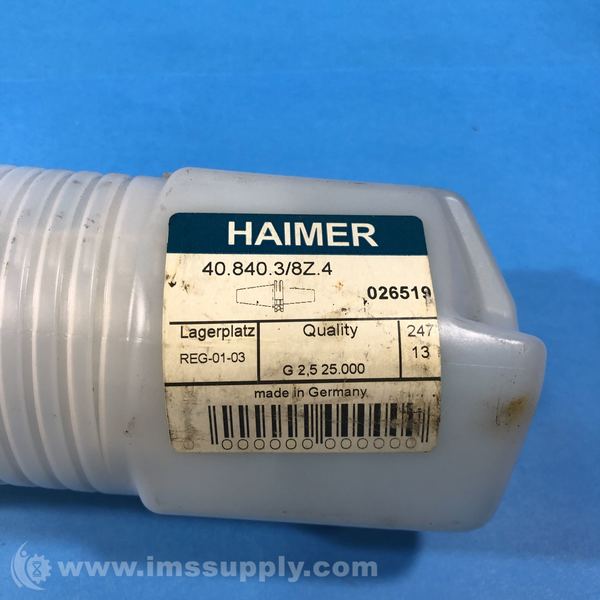 HAIMER
40.840.3/8Z.4
026519
Lagerplatz Quality 247
REG-01-03 G 2,5 25.000 13
made in Germany
www.imssupply.com